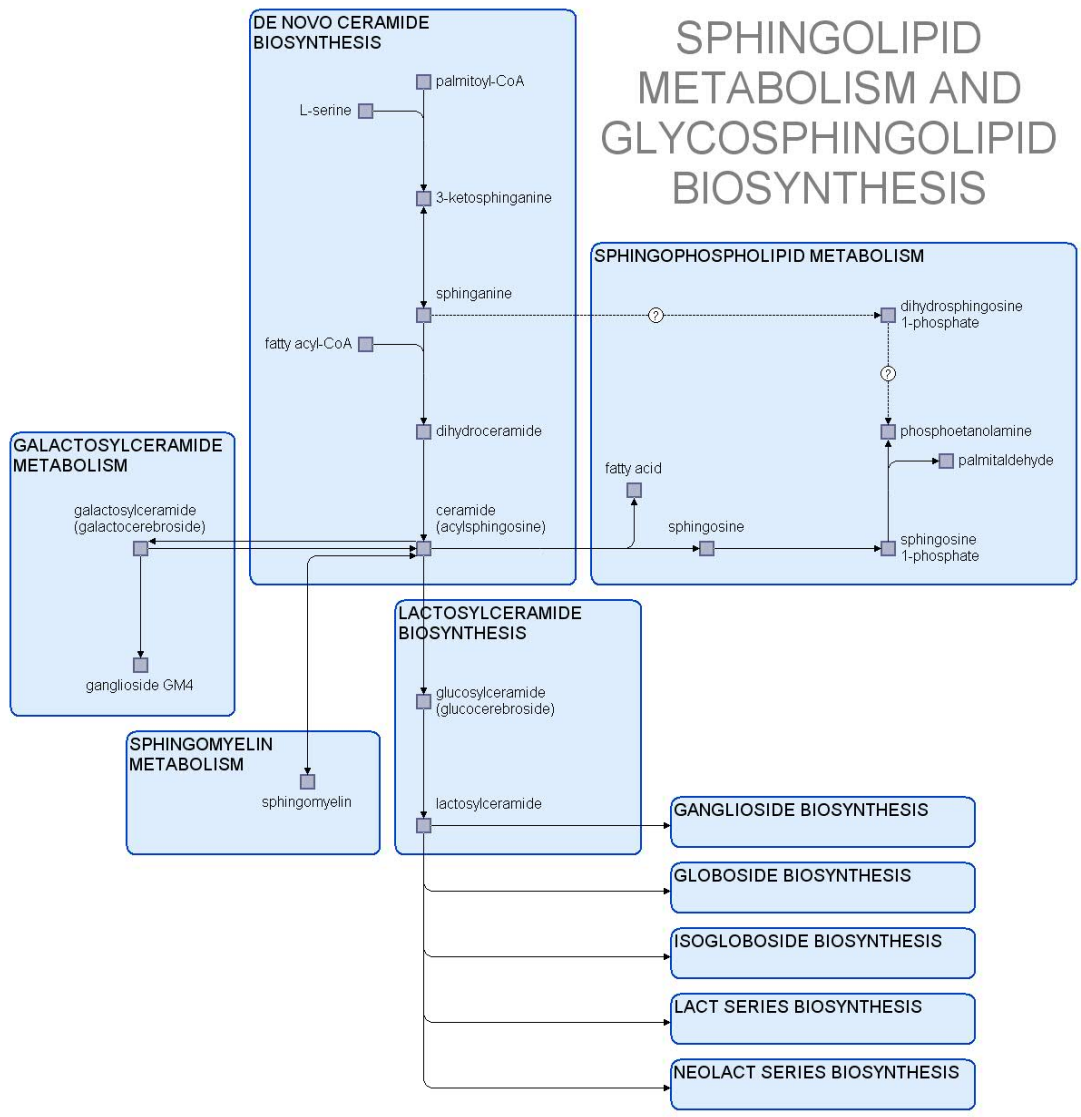 SPHINGOLIPID
METABOLISM AND
GLYCOSPHINGOLIPID
BIOSYNTHESIS
DE NOVO CERAMIDE
BIOSYNTHESIS
palmitoyl-CoA
L-serine
3-ketosphinganine
sphinganine
fatty acyl-CoA
dihydroceramide
ceramide
(acylsphingosine)
SPHINGOPHOSPHOLIPID METABOLISM
?
dihydrosphingosine
1-phosphate
?
phosphoetanolamine
palmitaldehyde
fatty acid
sphingosine
sphingosine
1-phosphate
GALACTOSYLCERAMIDE
METABOLISM
galactosylceramide
(galactocerebroside)
ganglioside GM4
SPHINGOMYELIN
METABOLISM
sphingomyelin
LACTOSYLCERAMIDE
BIOSYNTHESIS
glucosylceramide
(glucocerebroside)
lactosylceramide
GANGLIOSIDE BIOSYNTHESIS
GLOBOSIDE BIOSYNTHESIS
ISOGLOBOSIDE BIOSYNTHESIS
LACT SERIES BIOSYNTHESIS
NEOLACT SERIES BIOSYNTHESIS